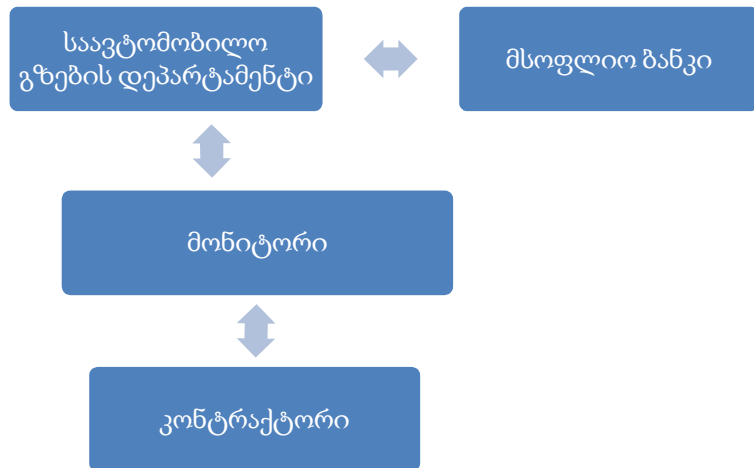 საავტომობილო
გზების დეპარტამენტი
მსოფლიო ბანკი
მონიტორი
კონტრაქტორი